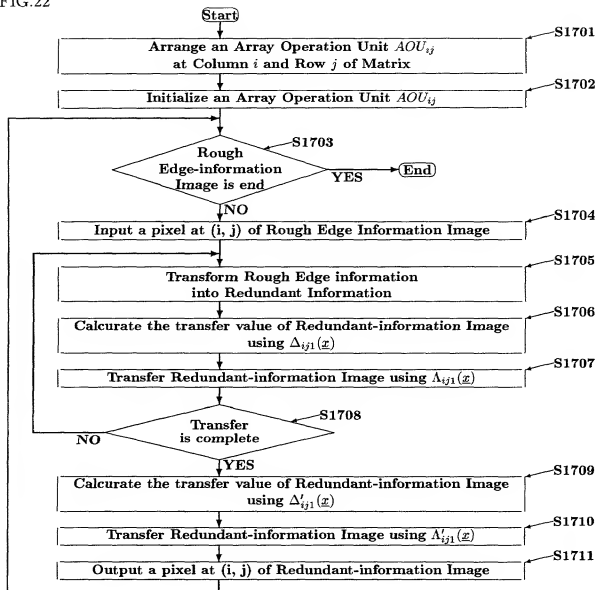 FIG.22
Start
S1701
Arrange an Array Operation Unit AOUij
at Column i and Row j of Matrix
S1702
Initialize an Array Operation Unit AOUij
S1703
Rough
Edge-information
Image is end
YES
End
NO
S1704
Input a pixel at (i, j) of Rough Edge Information Image
S1705
Transform Rough Edge information
into Redundant Information
S1706
Calcurate the transfer value of Redundant-information Image
using Δij1(x)
S1707
Transfer Redundant-information Image using Λij1(x)
S1708
Transfer
is complete
NO
YES
S1709
Calcurate the transfer value of Redundant-information Image
using Δ′ij1(x)
S1710
Transfer Redundant-information Image using Λ′ij1(x)
S1711
Output a pixel at (i, j) of Redundant-information Image